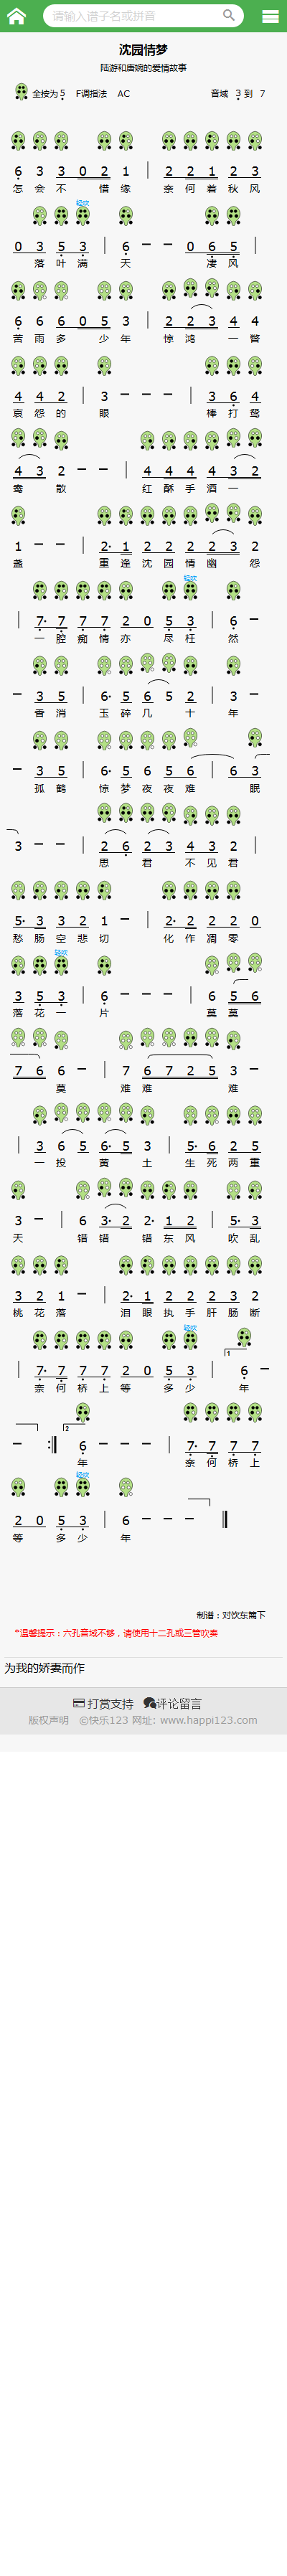 请输入谱子名或拼音
沈园情梦
陆游和唐婉的爱情故事
全按为5 F调指法 AC 音域 3 到 7
6 3 3 0 2 1 | 2 2 1 2 3
怎 会 不 惜 缘 奈 何 着 秋 风
轻吹
0 3 5 3 | 6 - - 0 6 5 |
落 叶 满 天 凄 风
6 6 6 0 5 3 | 2 2 3 4 4
苦 雨 多 少 年 惊 鸿 一 瞥
4 4 2 | 3 - - - | 3 6 4
哀 怨 的 眼 棒 打 鸳
4 3 2 - - | 4 4 4 4 3 2
鸯 散 红 酥 手 酒 一
1 - - | 2· 1 2 2 2 2 3 2
盏 重 逢 沈 园 情 幽 怨
轻吹
| 7· 7 7 7 2 0 5 3 | 6 -
一 腔 痴 情 亦 尽 枉 然
- 3 5 | 6· 5 6 5 2 | 3 -
香 消 玉 碎 几 十 年
- 3 5 | 6· 5 6 5 6 | 6 3
孤 鹤 惊 梦 夜 夜 难 眠
3 - - | 2 6 2 3 4 3 2 |
思 君 不 见 君
5· 3 3 2 1 - | 2· 2 2 2 0
愁 肠 空 悲 切 化 作 凋 零
轻吹
3 5 3 | 6 - - - | 6 5 6
落 花 一 片 莫 莫
7 6 6 - | 7 6 7 2 5 3 |
莫 难 难 难
| 3 6 5 6· 5 3 | 5· 6 2 5
一 投 黄 土 生 死 两 重
3 - | 6 3· 2 2· 1 2 | 5· 3
天 错 错 错 东 风 吹 乱
3 2 1 - | 2· 1 2 2 2 3 2
桃 花 落 泪 眼 执 手 肝 肠 断
轻吹 1
| 7· 7 7 7 2 0 5 3 | 6 -
奈 何 桥 上 等 多 少 年
2
- :| 6 - - - | 7· 7 7 7
年 奈 何 桥 上
轻吹
2 0 5 3 | 6 - - -
等 多 少 年
制谱：对饮东篱下
*温馨提示：六孔音域不够，请使用十二孔或三管吹奏
为我的娇妻而作
打赏支持 评论留言
版权声明 ©快乐123 网址：www.happi123.com